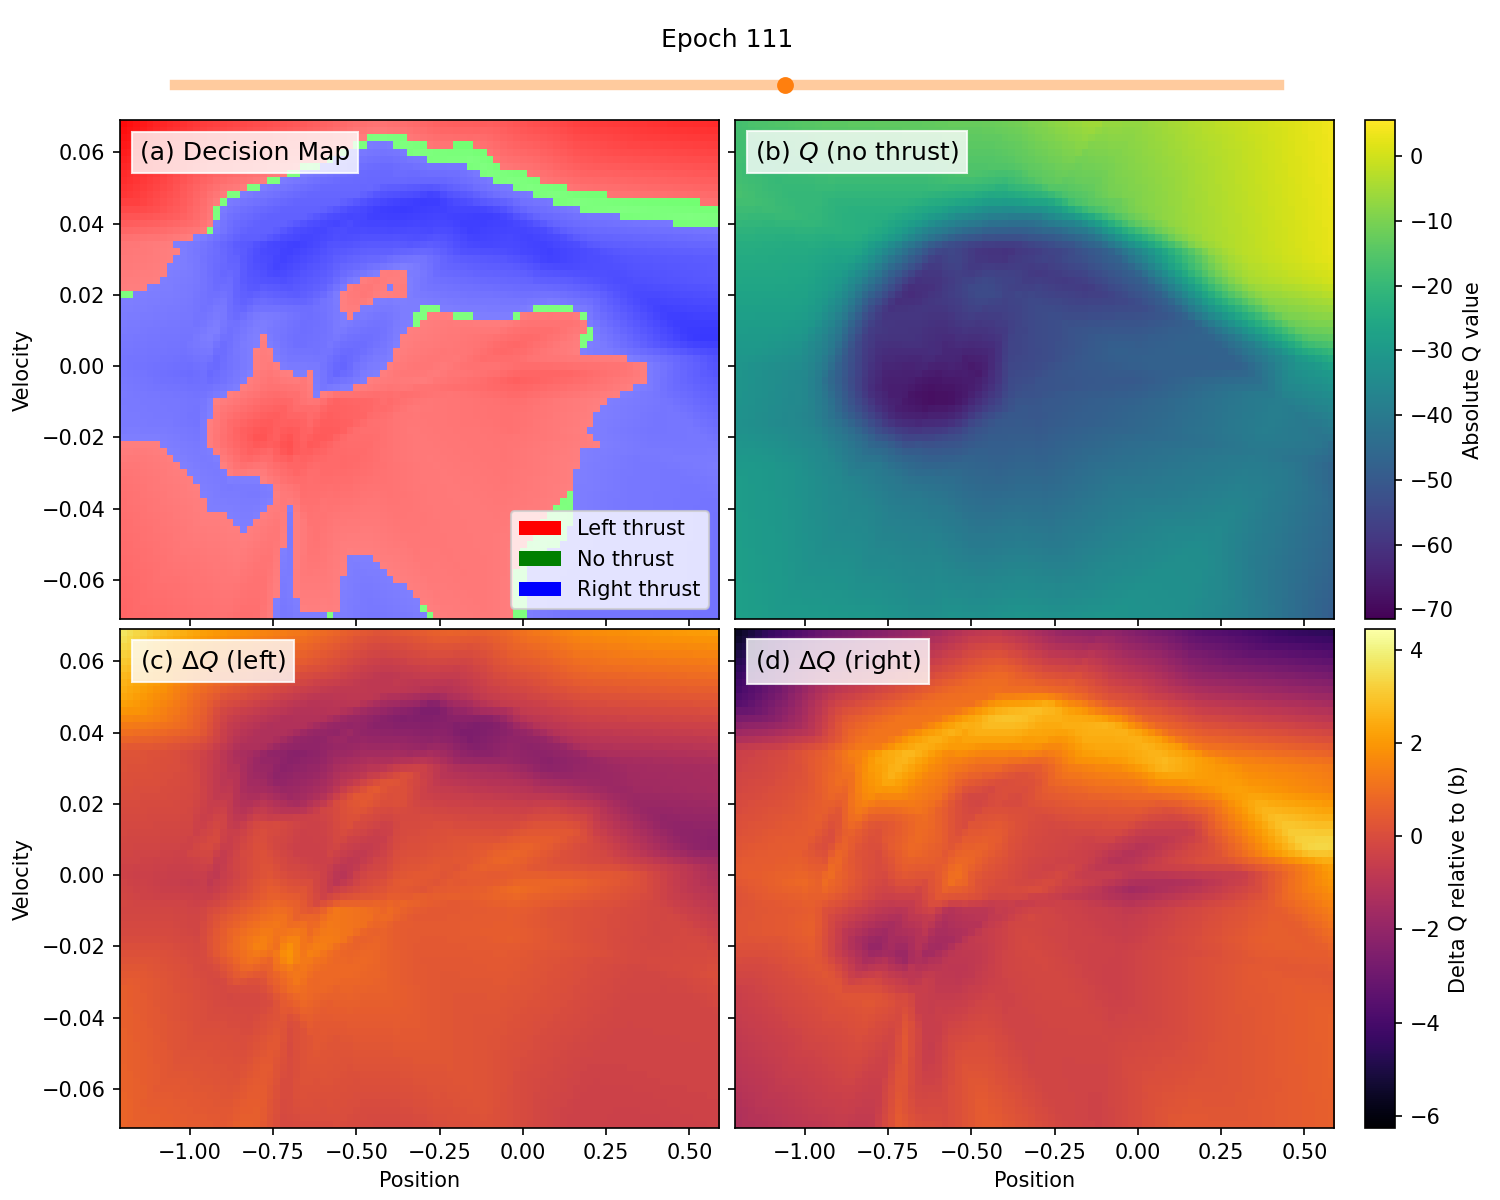 Epoch 111
(a) Decision Map
(b) Q (no thrust)
0.06
0.04
0.02
0.00
−0.02
−0.04
−0.06
Velocity
Left thrust
No thrust
Right thrust
0
−10
−20
−30
−40
−50
−60
−70
Absolute Q value
(c) ΔQ (left)
(d) ΔQ (right)
0.06
0.04
0.02
0.00
−0.02
−0.04
−0.06
Velocity
4
2
0
−2
−4
−6
Delta Q relative to (b)
−1.00 −0.75 −0.50 −0.25 0.00 0.25 0.50
Position
−1.00 −0.75 −0.50 −0.25 0.00 0.25 0.50
Position